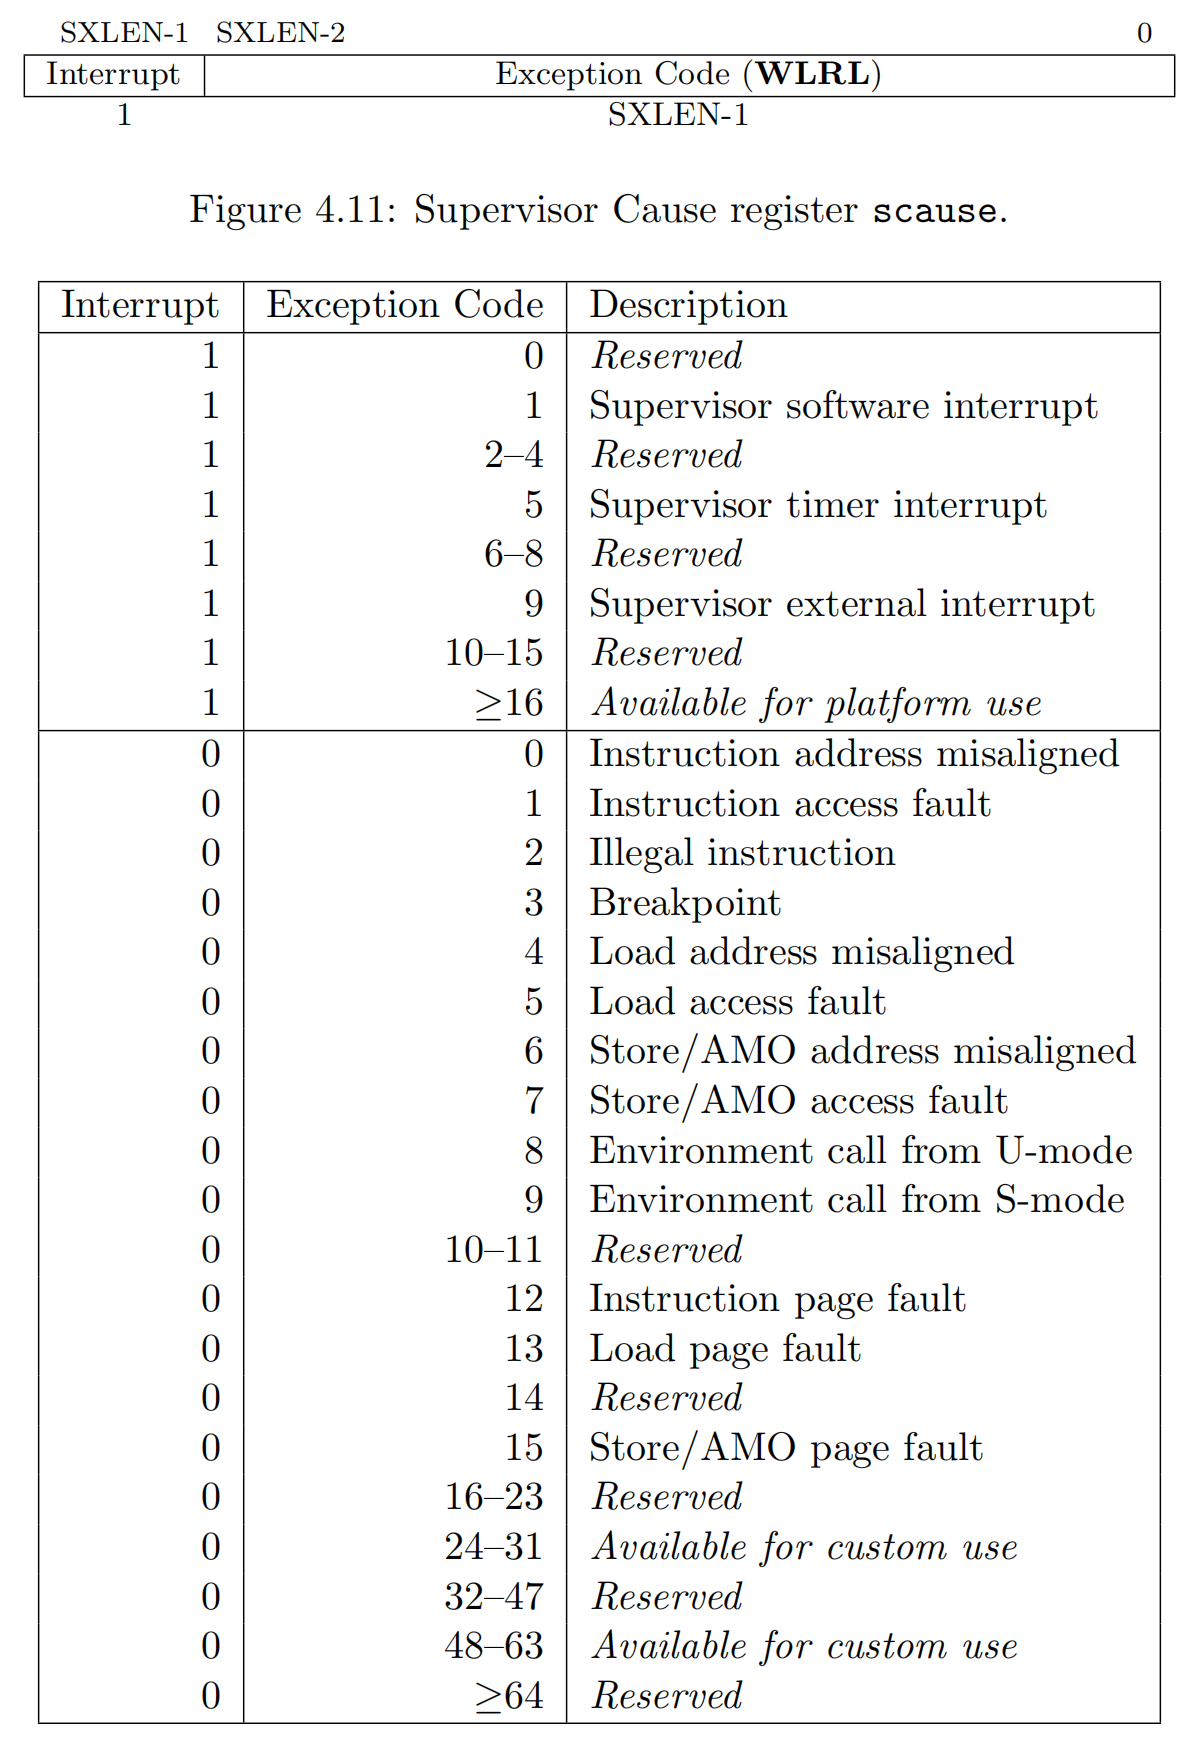 SXLEN-1 SXLEN-2 0
Interrupt Exception Code (WLRL)
1 SXLEN-1
Figure 4.11: Supervisor Cause register scause.
Interrupt Exception Code Description
1 0 Reserved
1 1 Supervisor software interrupt
1 2–4 Reserved
1 5 Supervisor timer interrupt
1 6–8 Reserved
1 9 Supervisor external interrupt
1 10–15 Reserved
1 ≥16 Available for platform use
0 0 Instruction address misaligned
0 1 Instruction access fault
0 2 Illegal instruction
0 3 Breakpoint
0 4 Load address misaligned
0 5 Load access fault
0 6 Store/AMO address misaligned
0 7 Store/AMO access fault
0 8 Environment call from U-mode
0 9 Environment call from S-mode
0 10–11 Reserved
0 12 Instruction page fault
0 13 Load page fault
0 14 Reserved
0 15 Store/AMO page fault
0 16–23 Reserved
0 24–31 Available for custom use
0 32–47 Reserved
0 48–63 Available for custom use
0 ≥64 Reserved